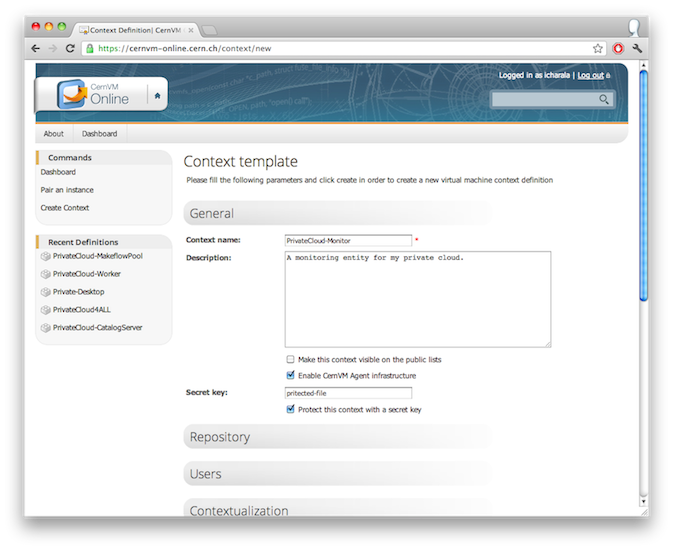 Context Definition| CernVM
https://cernvm-online.cern.ch/context/new
Logged in as icharala | Log out
CernVM
Online
About Dashboard
Commands
Dashboard
Pair an instance
Create Context
Recent Definitions
PrivateCloud-MakeflowPool
PrivateCloud-Worker
Private-Desktop
PrivateCloud4ALL
PrivateCloud-CatalogServer
Context template
Please fill the following parameters and click create in order to create a new virtual machine context definition
General
Context name: PrivateCloud-Monitor *
Description: A monitoring entity for my private cloud.
Make this context visible on the public lists
Enable CernVM Agent infrastructure
Secret key: pritected-file
Protect this context with a secret key
Repository
Users
Contextualization